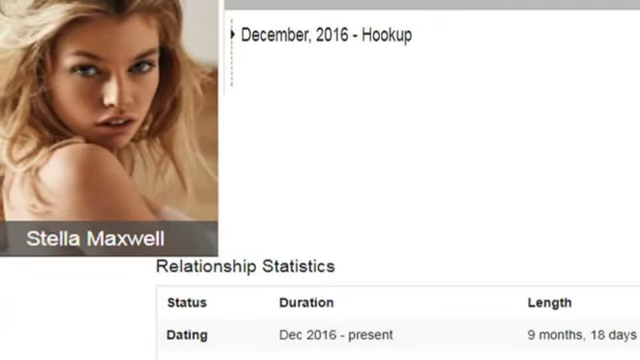 December, 2016 - Hookup
Stella Maxwell
Relationship Statistics
Status Duration Length
Dating Dec 2016 - present 9 months, 18 days